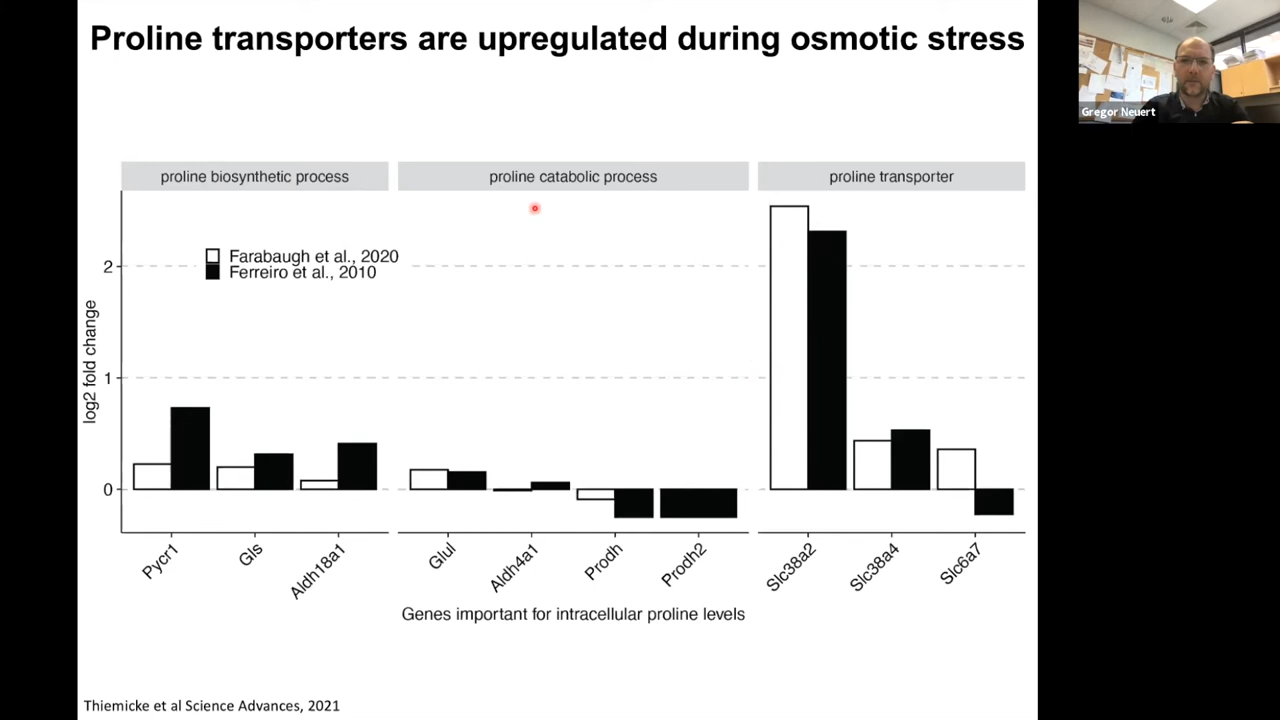 Proline transporters are upregulated during osmotic stress
Gregor Neuert
proline biosynthetic process
proline catabolic process
proline transporter
Farabaugh et al., 2020
Ferreiro et al., 2010
log2 fold change
2
1
0
Pycr1
Gls
Aldh18a1
Glul
Aldh4a1
Prodh
Prodh2
Slc38a2
Slc38a4
Slc6a7
Genes important for intracellular proline levels
Thiemicke et al Science Advances, 2021